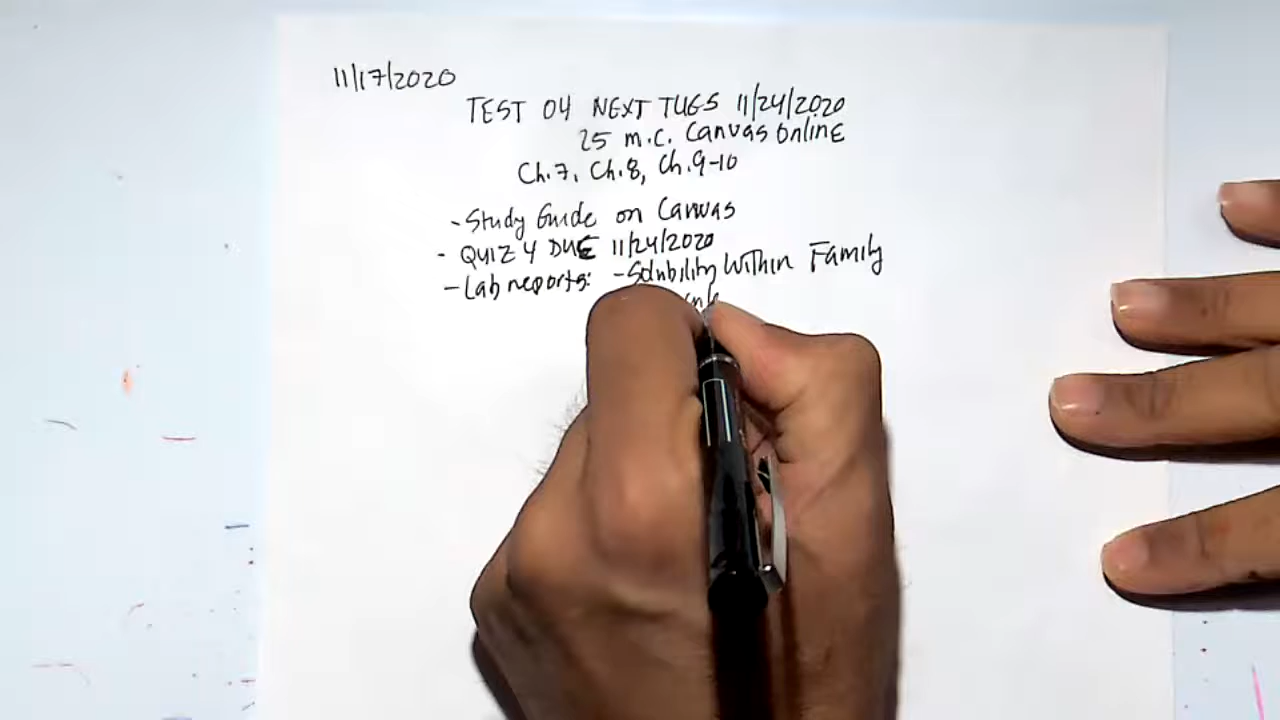 11/17/2020
TEST 04 NEXT TUES 11/24/2020
25 m.c. Canvas Online
Ch.7, Ch.8, Ch.9-10
- Study Guide on Canvas
- QUIZ 4 DUE 11/24/2020
- Lab reports: - Solubility Within Family